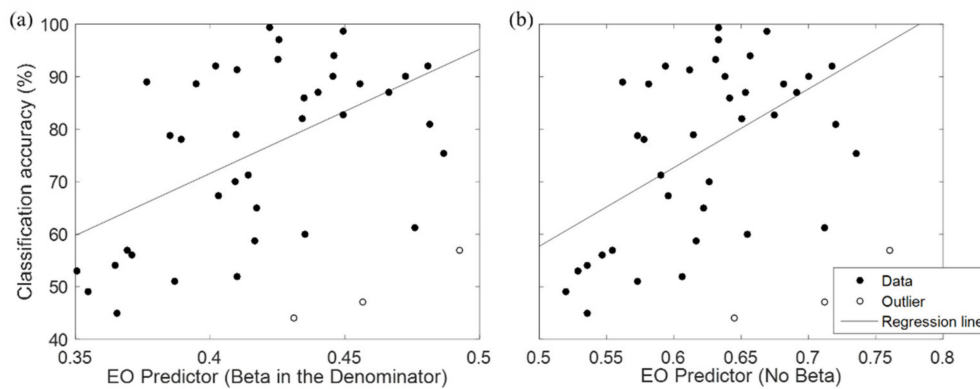 (a)
(b)
Classification accuracy (%)
100
90
80
70
60
50
40
0.35
0.4
0.45
0.5
EO Predictor (Beta in the Denominator)
0.5
0.55
0.6
0.65
0.7
0.75
0.8
EO Predictor (No Beta)
Data
Outlier
Regression line